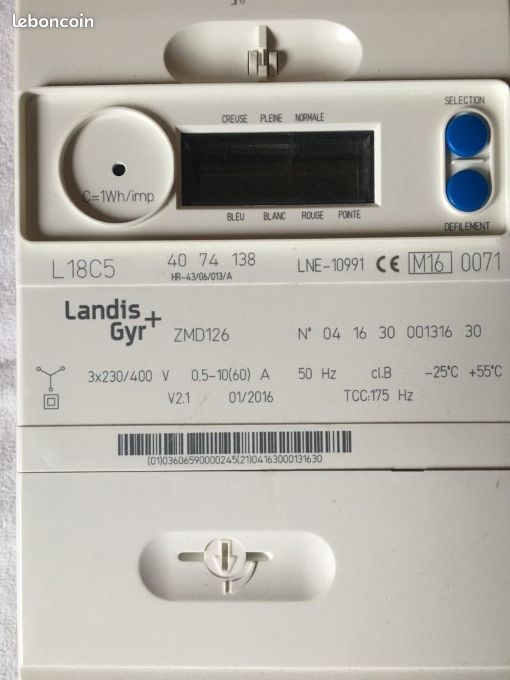 leboncoin
SELECTION
CREUSE PLEINE NORMALE
C=1Wh/imp
BLEU BLANC ROUGE POINTE
DEFILEMENT
L18C5 40 74 138 LNE-10991 CE M16 0071
HR-43/06/013/A
Landis
Gyr+ ZMD126 N° 04 16 30 001316 30
3x230/400 V 0,5-10(60) A 50 Hz cl.B -25°C +55°C
V2.1 01/2016 TCC:175 Hz
(01)03606590000245(21)04163000131630